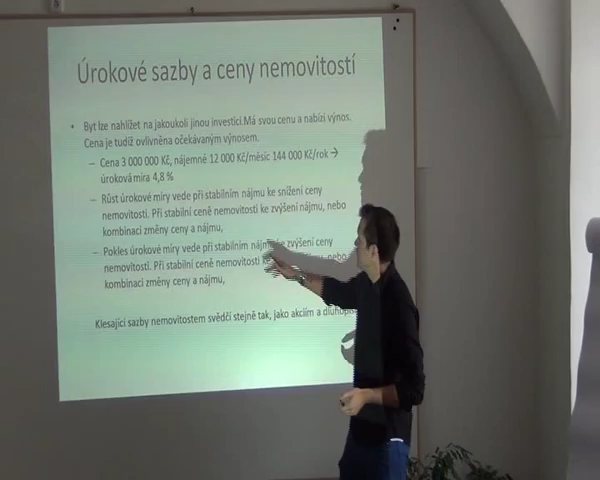 Úrokové sazby a ceny nemovitostí
• Byt lze nahlížet na jakoukoli jinou investici.Má svou cenu a nabízí výnos.
Cena je tudíž ovlivněna očekávaným výnosem.
– Cena 3 000 000 Kč, nájemné 12 000 Kč/měsíc 144 000 Kč/rok →
úroková míra 4,8 %
– Růst úrokové míry vede při stabilním nájmu ke snížení ceny
nemovitosti. Při stabilní ceně nemovitosti ke zvýšení nájmu, nebo
kombinaci změny ceny a nájmu,
– Pokles úrokové míry vede při stabilním nájmu ke zvýšení ceny
nemovitosti. Při stabilní ceně nemovitosti nebo
kombinaci změny ceny a nájmu,
Klesající sazby nemovitostem svědčí stejně tak, jako akciím a